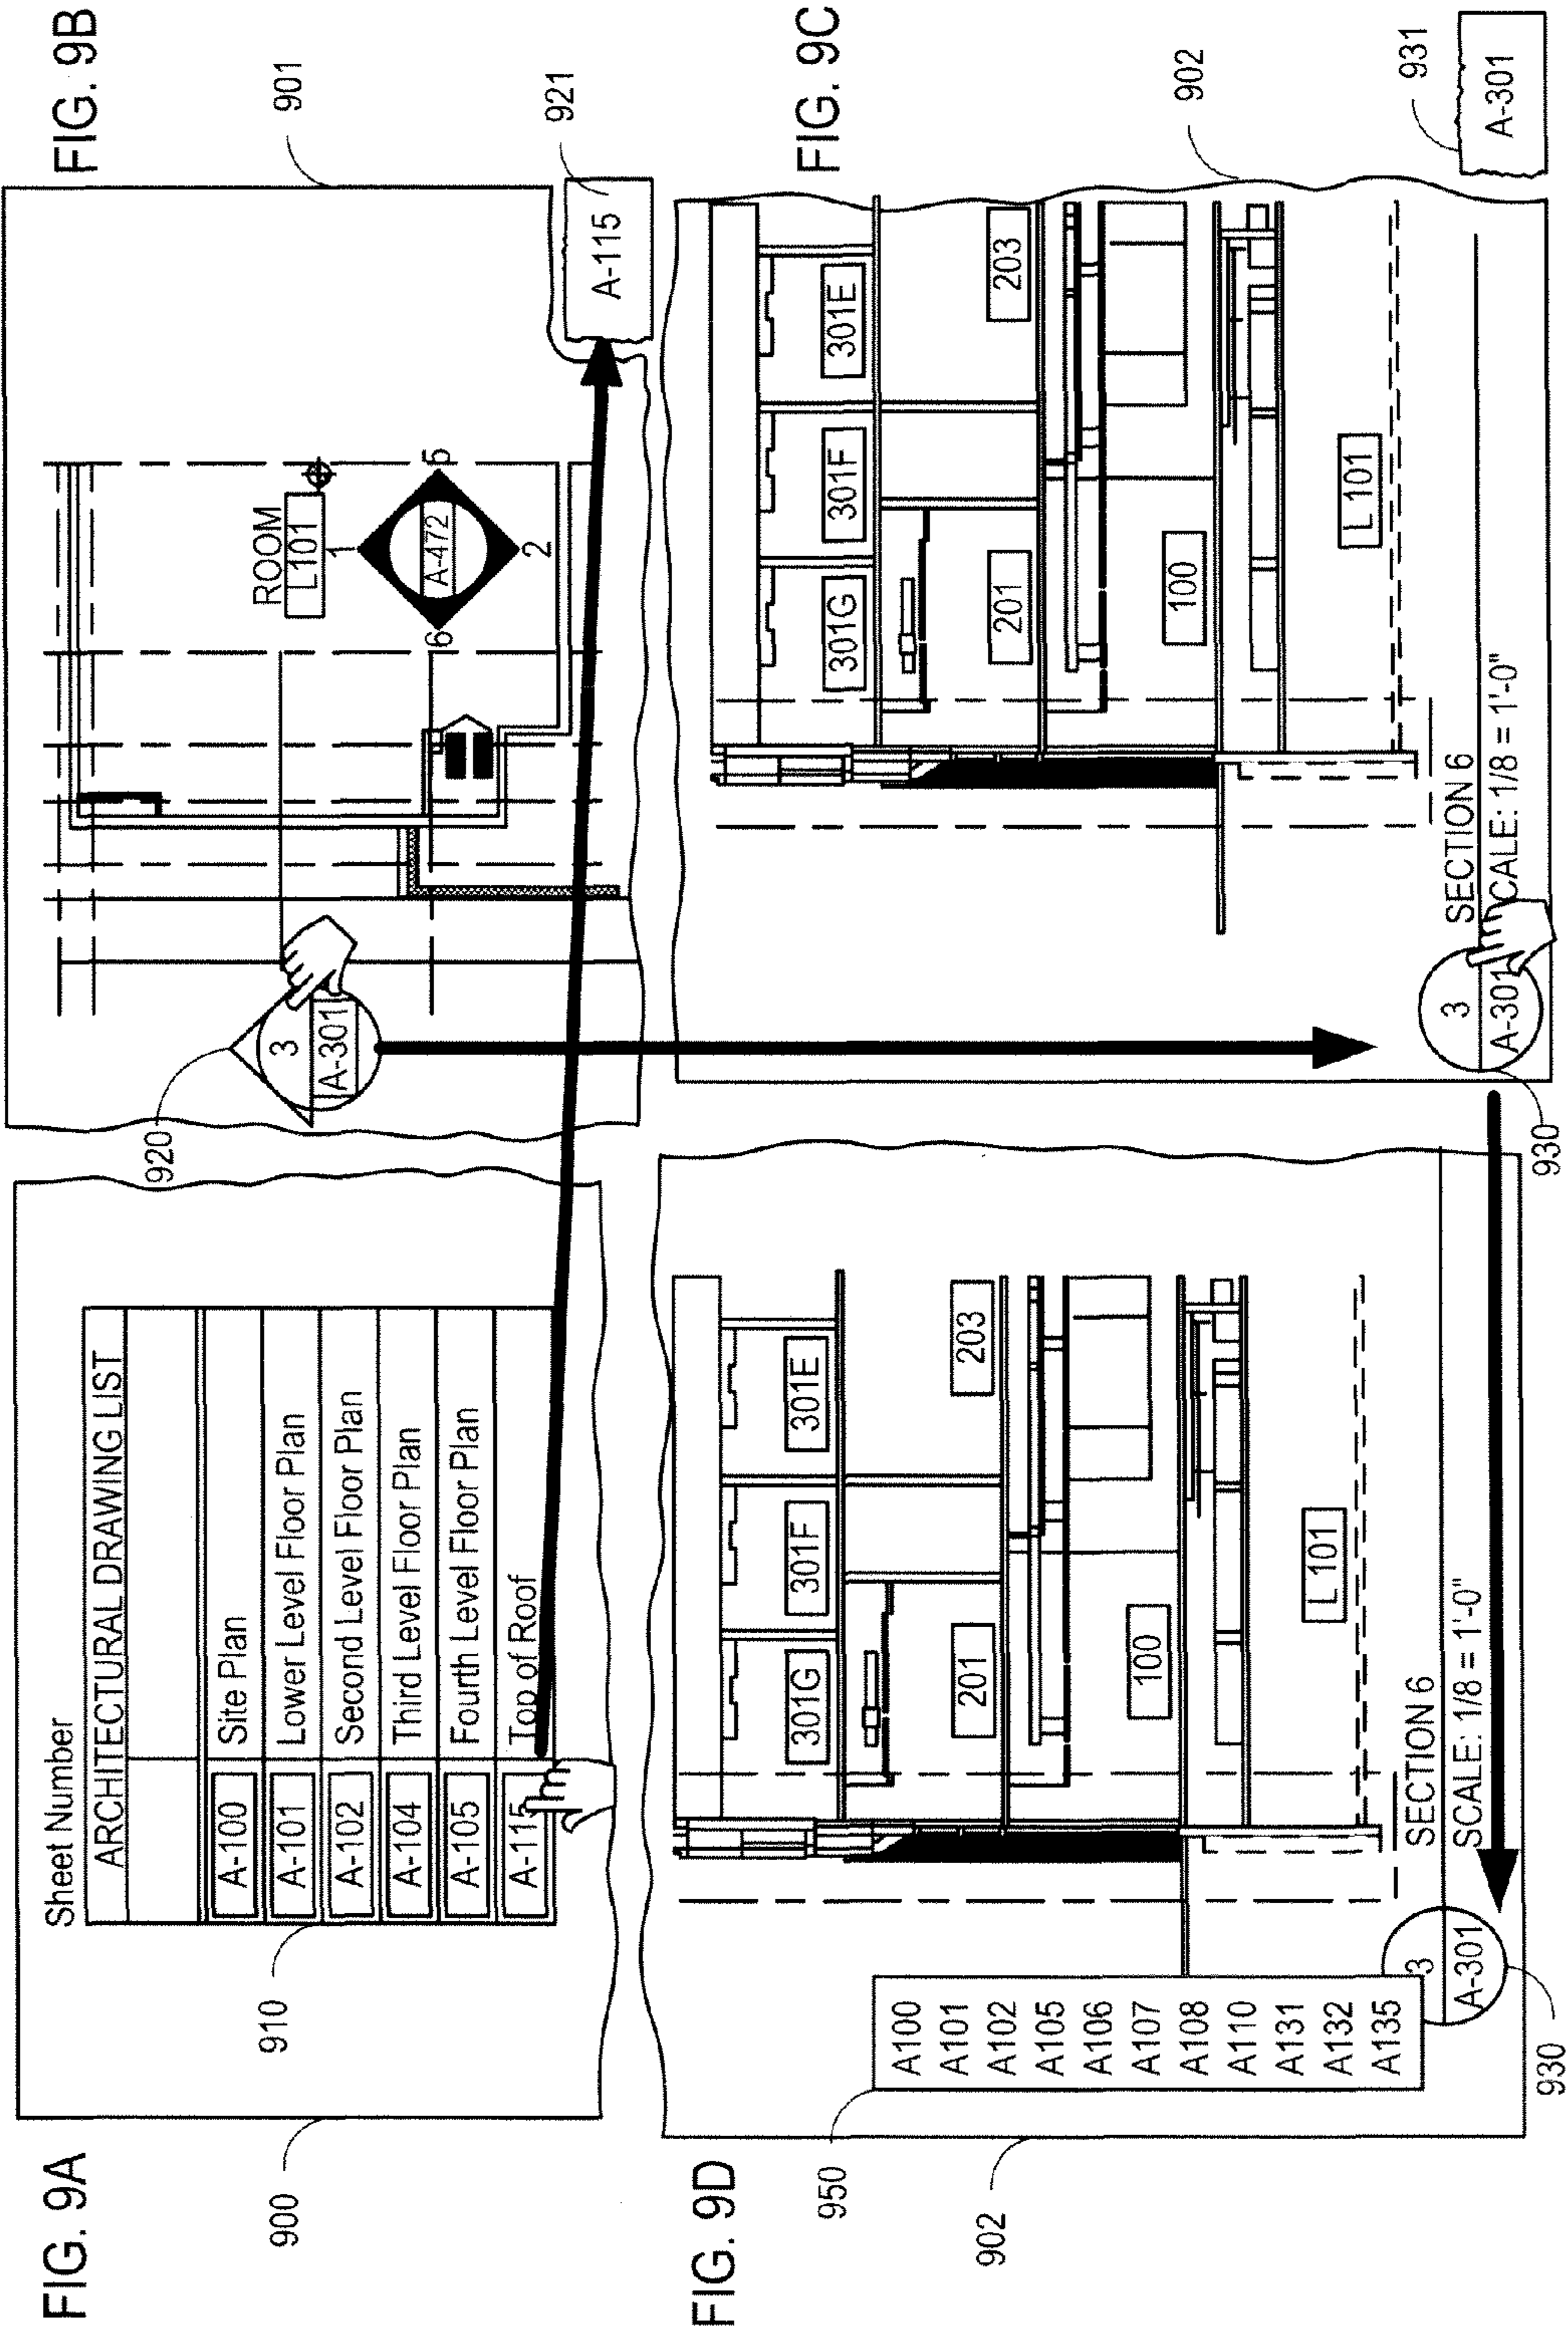 FIG. 9A
900
910
Sheet Number
ARCHITECTURAL DRAWING LIST
A-100 Site Plan
A-101 Lower Level Floor Plan
A-102 Second Level Floor Plan
A-104 Third Level Floor Plan
A-105 Fourth Level Floor Plan
A-115 Top of Roof
FIG. 9B
901
920
3
A-301
ROOM
L101
1
6
A-472
5
2
A-115
921
FIG. 9D
950
902
A100
A101
A102
A105
A106
A107
A108
A110
A131
A132
A135
301G
301F
301E
201
203
100
L 101
3
A-301
SECTION 6
SCALE: 1/8 = 1'-0"
930
FIG. 9C
902
301G
301F
301E
201
203
100
L 101
3
A-301
SECTION 6
CALE: 1/8 = 1'-0"
930
931
A-301